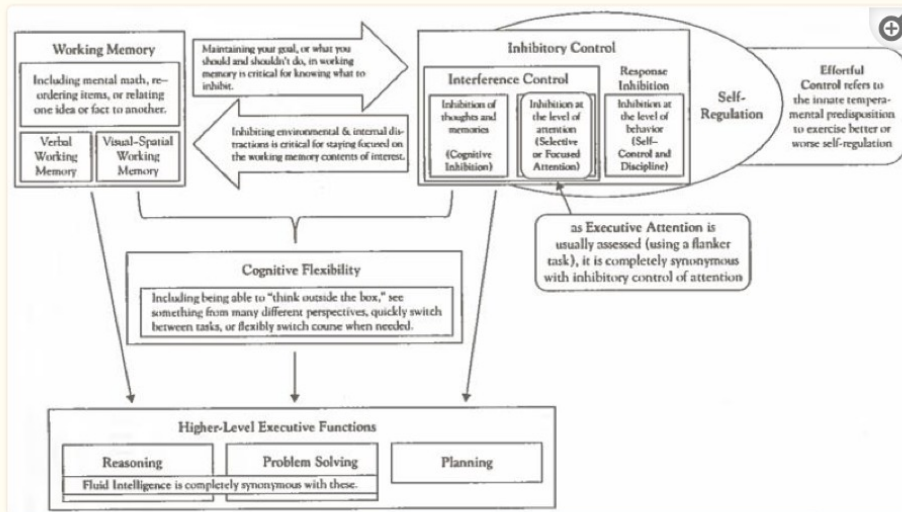 Working Memory
Including mental math, re-
ordering items, or relating
one idea or fact to another.
Verbal
Working
Memory
Visual-Spatial
Working
Memory
Maintaining your goal, or what you
should and shouldn't do, in working
memory is critical for knowing what to
inhibit.
Inhibiting environmental & internal dis-
tractions is critical for staying focused on
the working memory contents of interest.
Inhibitory Control
Interference Control
Inhibition of
thoughts and
memories
(Cognitive
Inhibition)
Inhibition at
the level of
attention
(Selective
or Focused
Attention)
Response
Inhibition
Inhibition at
the level of
behavior
(Self-
Control and
Discipline)
Self-
Regulation
Effortful
Control refers to
the innate tempera-
mental predisposition
to exercise better or
worse self-regulation
as Executive Attention is
usually assessed (using a flanker
task), it is completely synonymous
with inhibitory control of attention
Cognitive Flexibility
Including being able to "think outside the box," see
something from many different perspectives, quickly switch
between tasks, or flexibly switch course when needed.
Higher-Level Executive Functions
Reasoning
Problem Solving
Planning
Fluid Intelligence is completely synonymous with these.